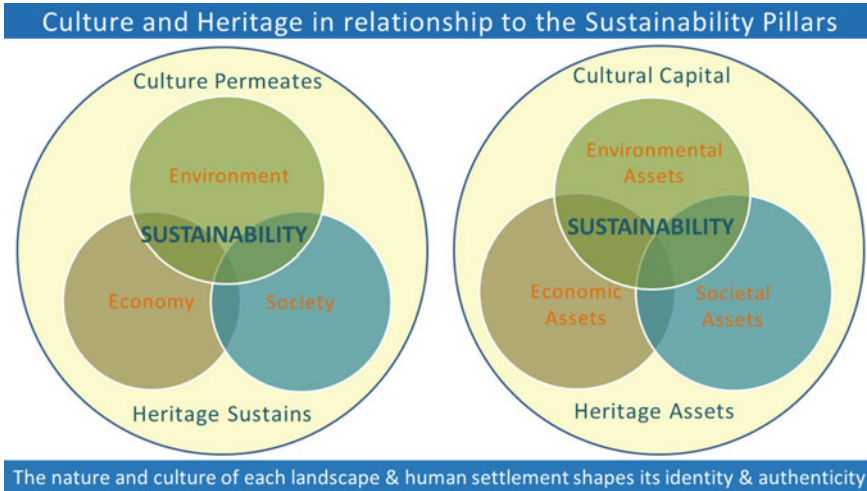 Culture and Heritage in relationship to the Sustainability Pillars
Culture Permeates
Environment
SUSTAINABILITY
Economy
Society
Heritage Sustains
Cultural Capital
Environmental
Assets
SUSTAINABILITY
Economic
Assets
Societal
Assets
Heritage Assets
The nature and culture of each landscape & human settlement shapes its identity & authenticity